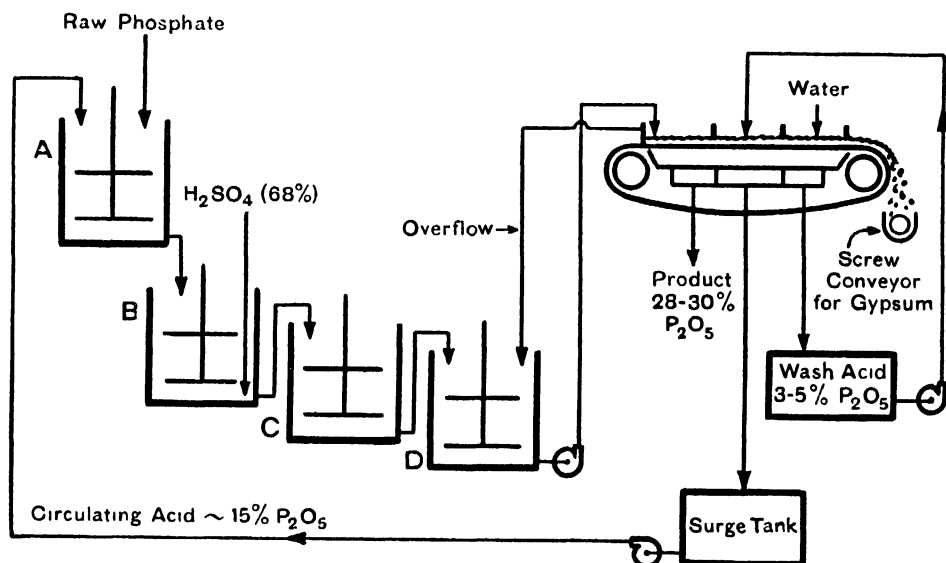 Raw Phosphate
A
H₂SO₄ (68%)
B
C
D
Overflow
Water
Product
28-30%
P₂O₅
Screw
Conveyor
for Gypsum
Wash Acid
3-5% P₂O₅
Circulating Acid ~ 15% P₂O₅
Surge Tank